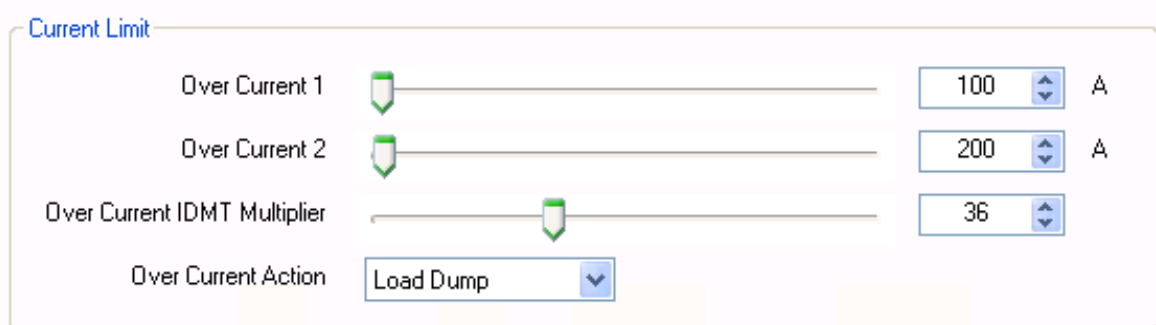 Current Limit
Over Current 1 100 A
Over Current 2 200 A
Over Current IDMT Multiplier 36
Over Current Action Load Dump